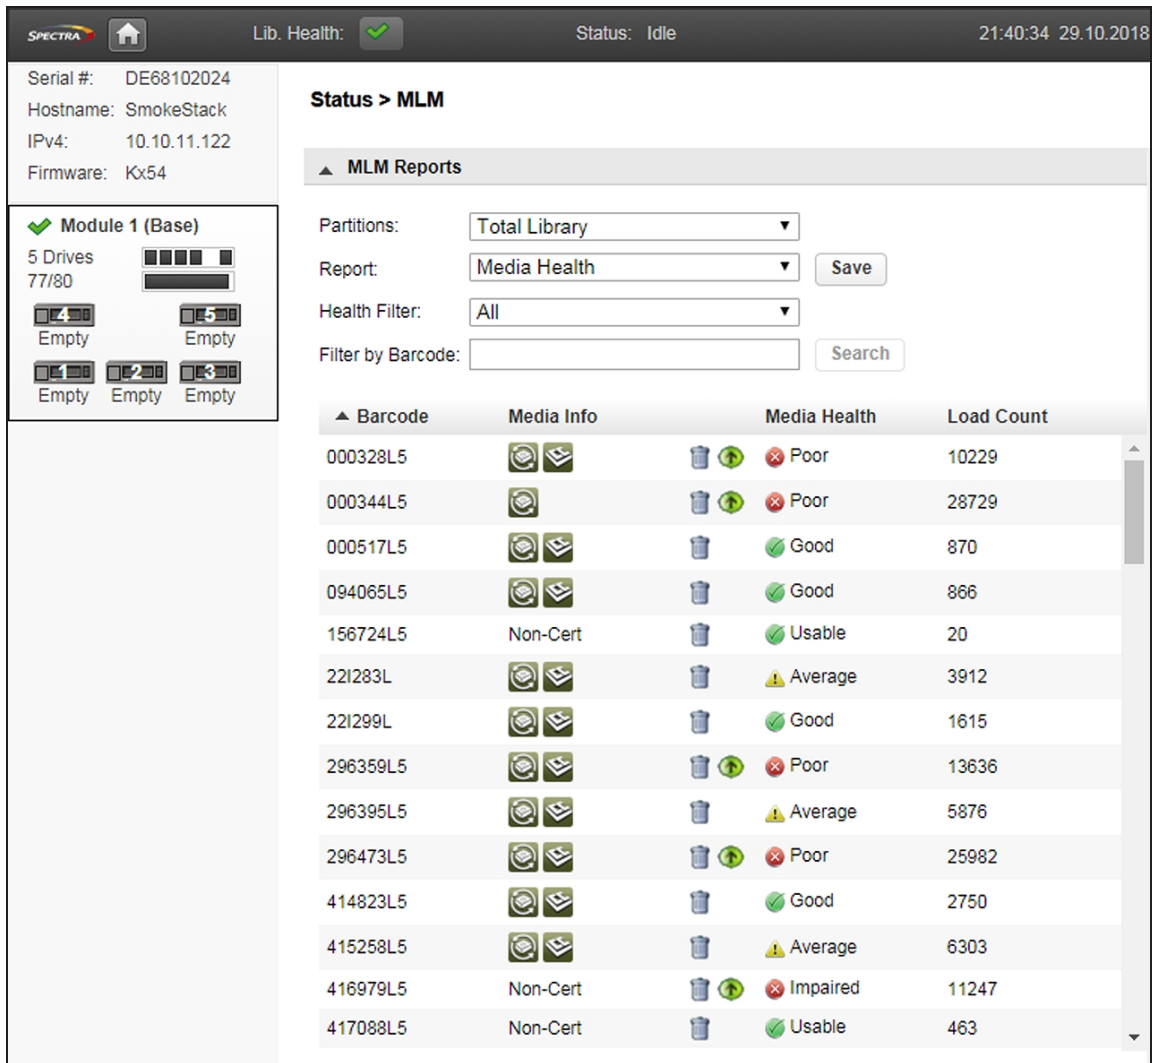 SPECTRA Lib. Health: Status: Idle 21:40:34 29.10.2018
Serial #: DE68102024
Hostname: SmokeStack
IPv4: 10.10.11.122
Firmware: Kx54
Module 1 (Base)
5 Drives
77/80
4 5
Empty Empty
1 2 3
Empty Empty Empty
Status > MLM
MLM Reports
Partitions: Total Library
Report: Media Health Save
Health Filter: All
Filter by Barcode: Search
Barcode Media Info Media Health Load Count
000328L5 Poor 10229
000344L5 Poor 28729
000517L5 Good 870
094065L5 Good 866
156724L5 Non-Cert Usable 20
22I283L Average 3912
22I299L Good 1615
296359L5 Poor 13636
296395L5 Average 5876
296473L5 Poor 25982
414823L5 Good 2750
415258L5 Average 6303
416979L5 Non-Cert Impaired 11247
417088L5 Non-Cert Usable 463